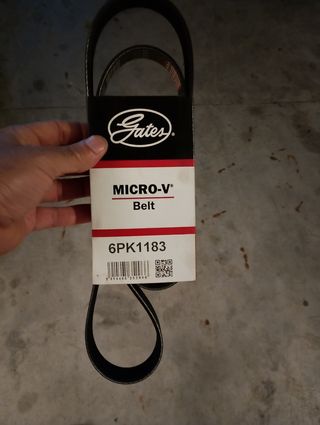 Gates
MICRO-V®
Belt
6PK1183